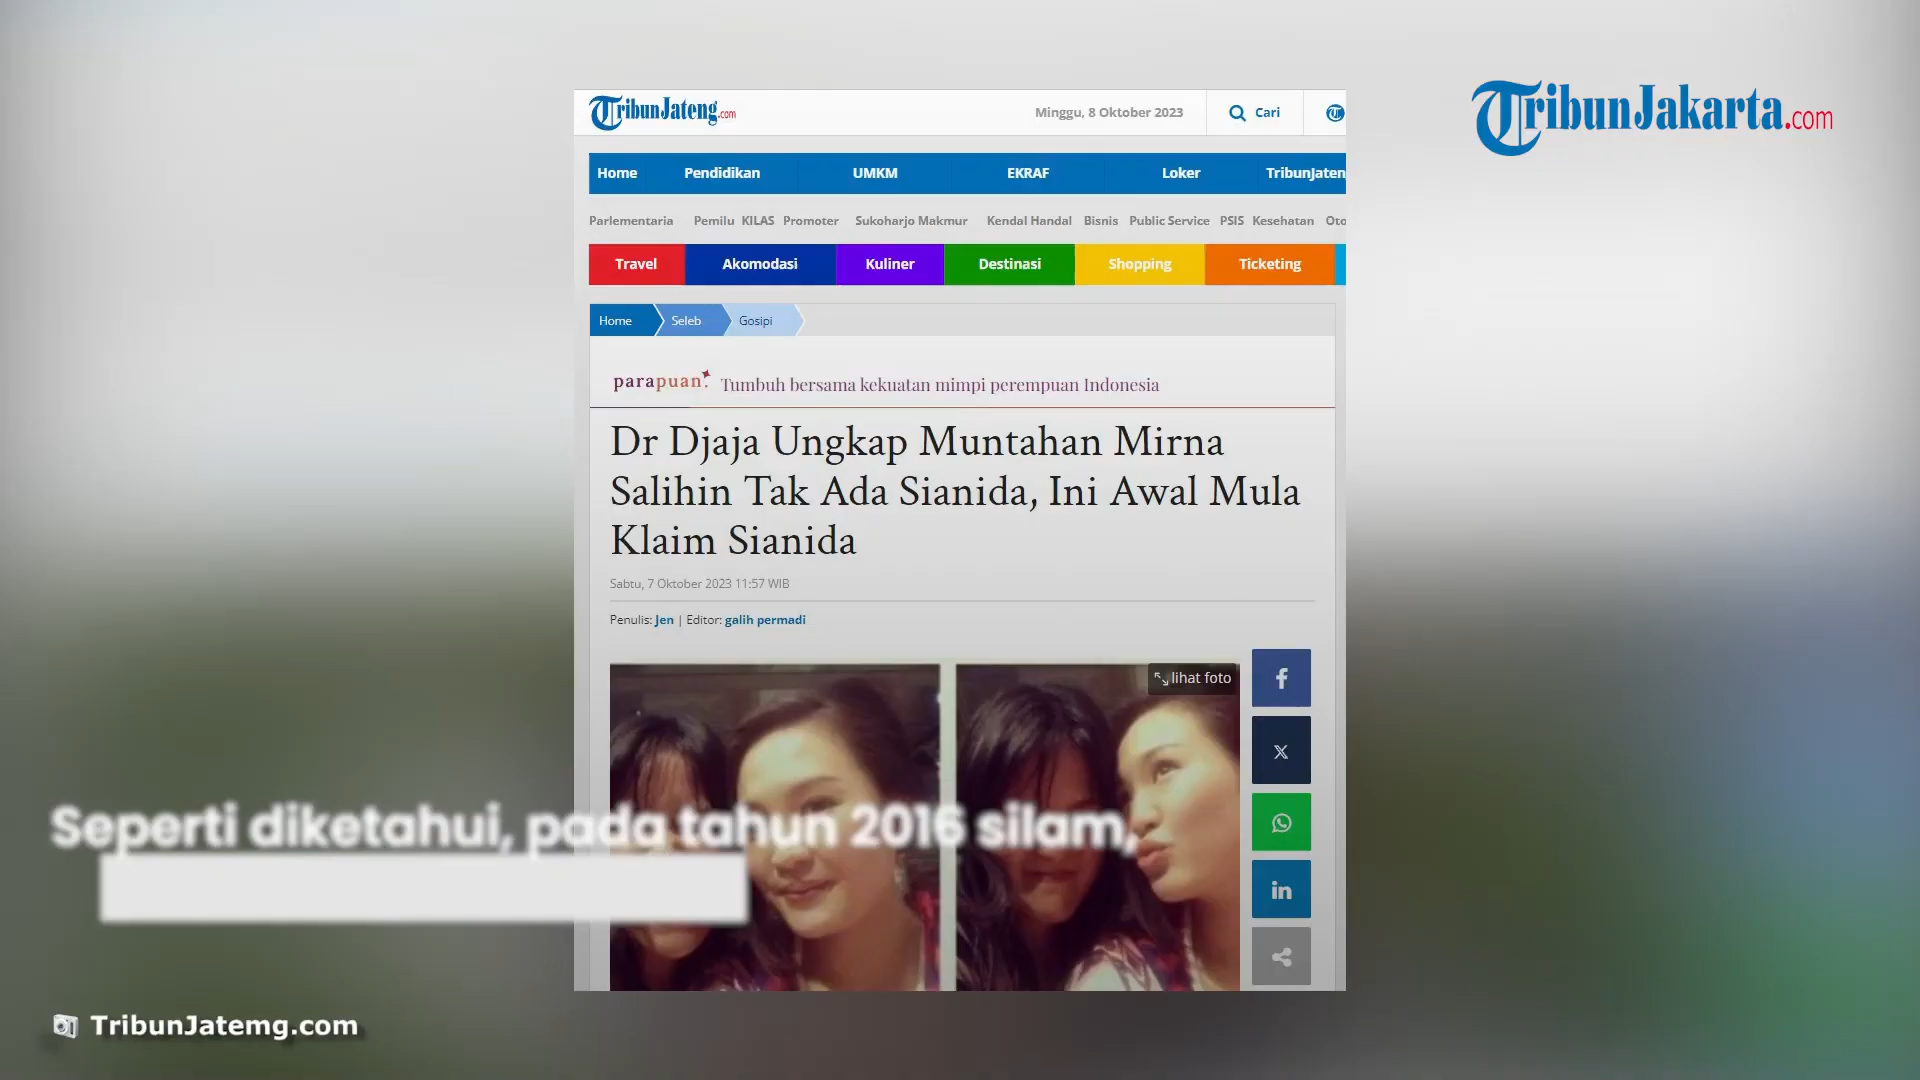 TribunJateng.com
Minggu, 8 Oktober 2023
Cari
TribunJakarta.com
Home Pendidikan UMKM EKRAF Loker TribunJaten
Parlementaria Pemilu KILAS Promoter Sukoharjo Makmur Kendal Handal Bisnis Public Service PSIS Kesehatan Oto
Travel Akomodasi Kuliner Destinasi Shopping Ticketing
Home Seleb Gosipi
parapuan. Tumbuh bersama kekuatan mimpi perempuan Indonesia
Dr Djaja Ungkap Muntahan Mirna
Salihin Tak Ada Sianida, Ini Awal Mula
Klaim Sianida
Sabtu, 7 Oktober 2023 11:57 WIB
Penulis: Jen | Editor: galih permadi
lihat foto
Seperti diketahui, pada tahun 2016 silam,
TribunJatemg.com